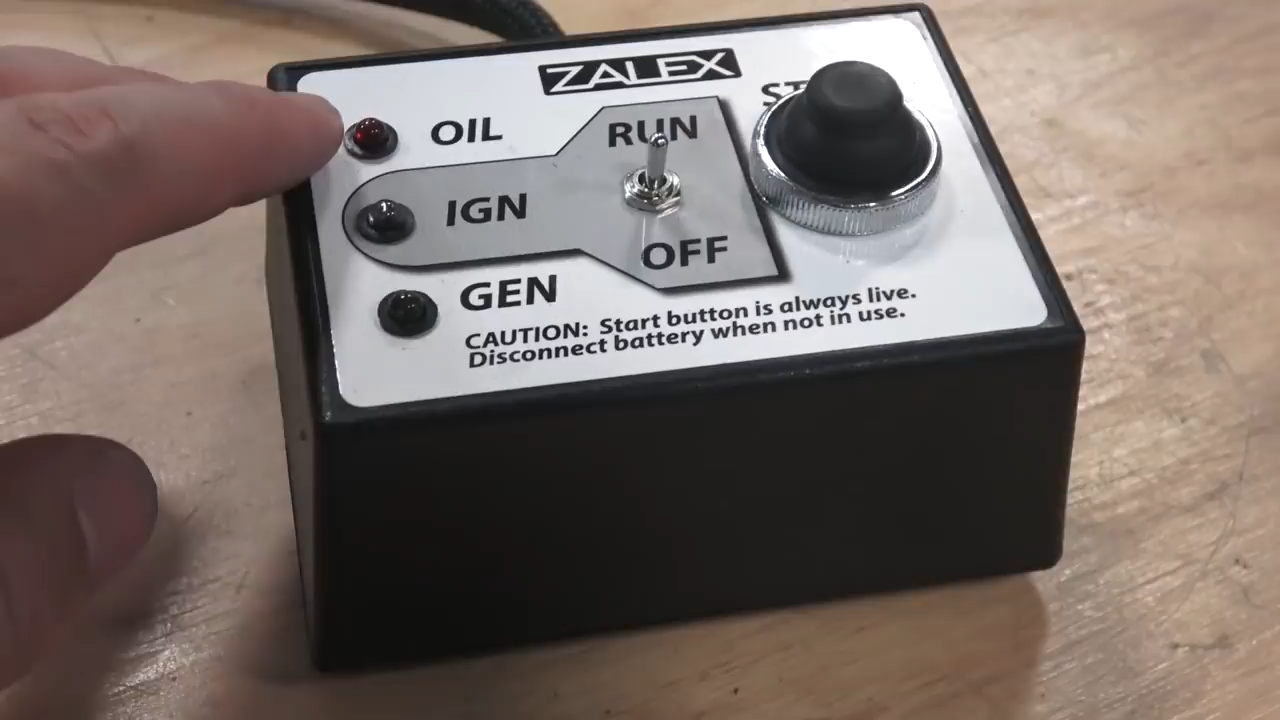 ZALEX
OIL
RUN
IGN
OFF
GEN
CAUTION: Start button is always live.
Disconnect battery when not in use.